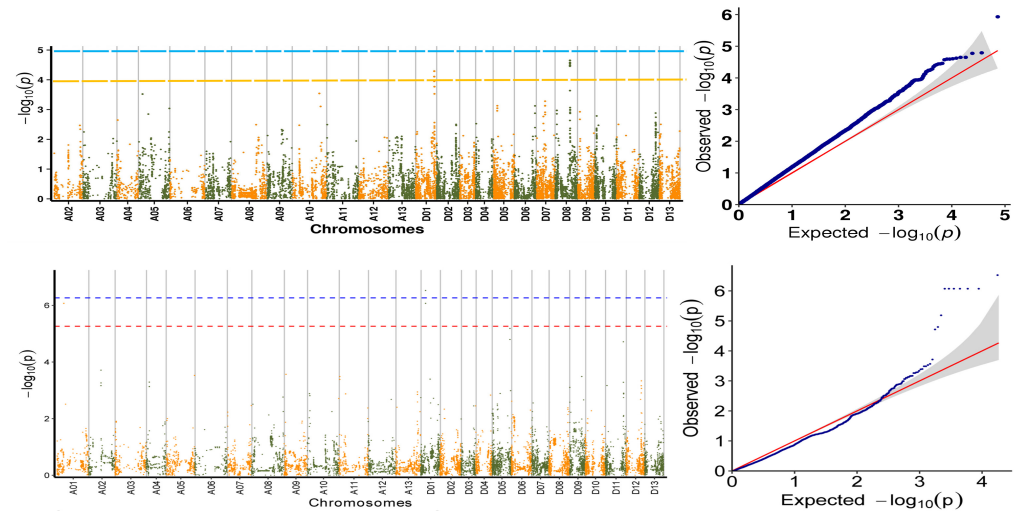 −log₁₀(p)
5
4
3
2
1
0
A02 A03 A04 A05 A06 A07 A08 A09 A10 A11 A12 A13 D01 D02 D03 D04 D05 D06 D07 D08 D09 D10 D11 D12 D13
Chromosomes
Observed −log₁₀(p)
6
5
4
3
2
1
0
0 1 2 3 4 5
Expected −log₁₀(p)
−log₁₀(p)
6
4
2
0
A01 A02 A03 A04 A05 A06 A07 A08 A09 A10 A11 A12 A13 D01 D02 D03 D04 D05 D06 D07 D08 D09 D10 D11 D12 D13
Chromosomes
Observed −log₁₀(p)
6
5
4
3
2
1
0
0 1 2 3 4
Expected −log₁₀(p)